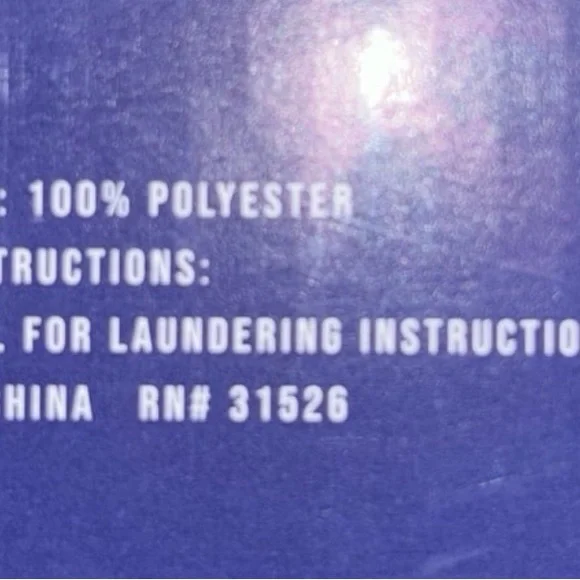 : 100% POLYESTER
TRUCTIONS:
. FOR LAUNDERING INSTRUCTIO
HINA RN# 31526